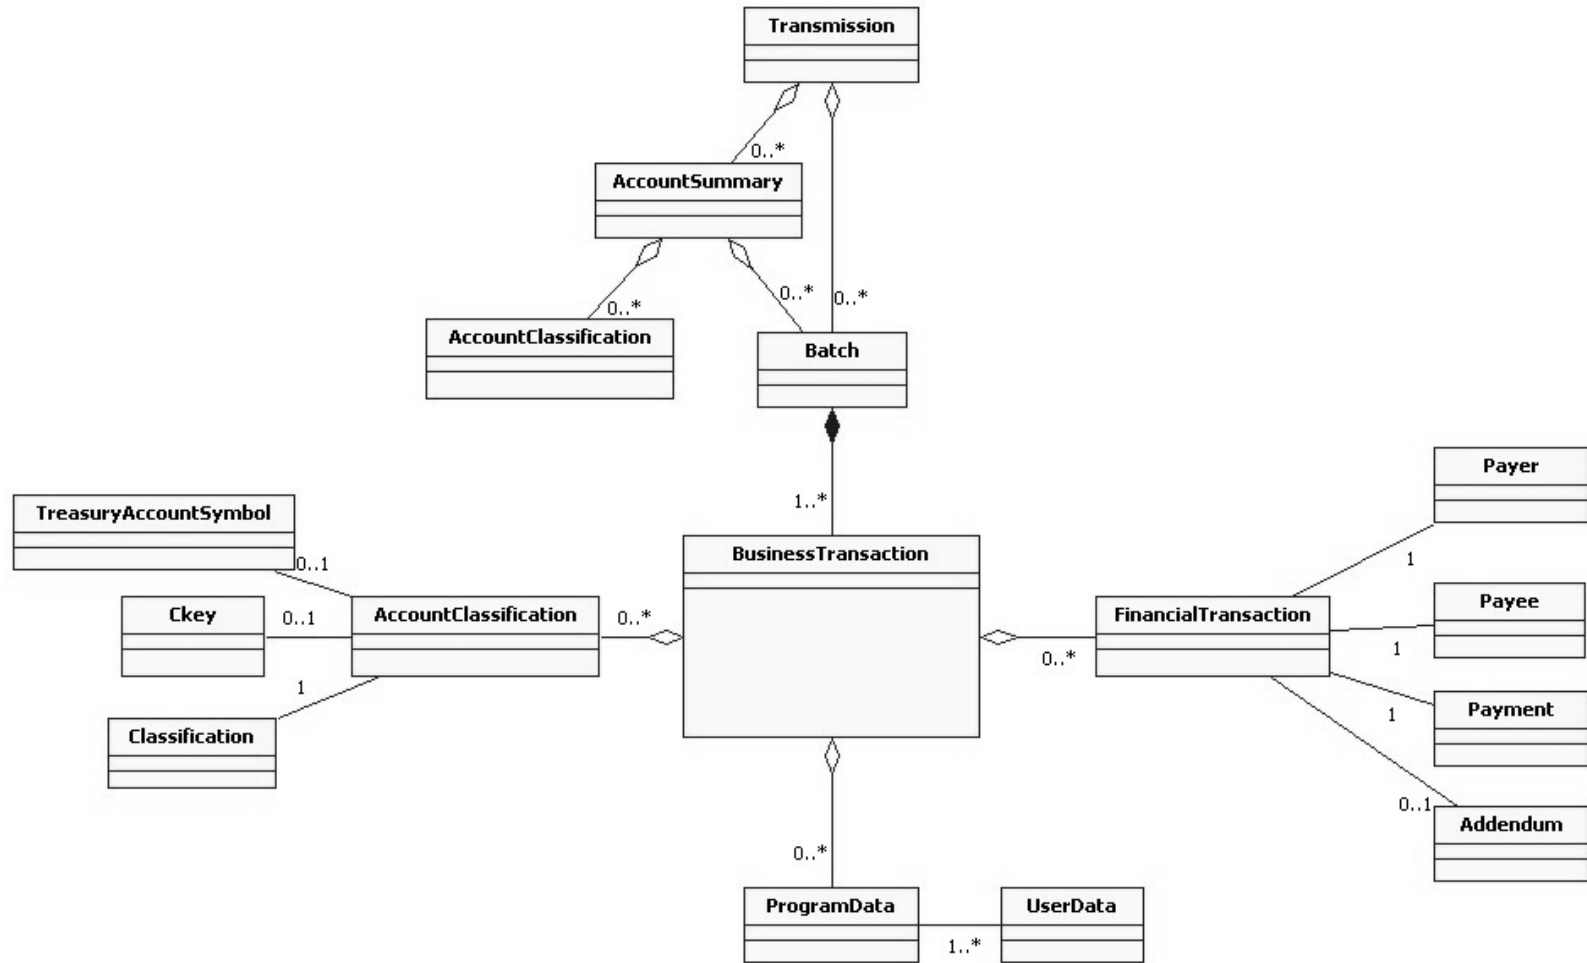 Transmission
0..*
AccountSummary
0..*
0..*
0..*
AccountClassification
Batch
1..*
Payer
TreasuryAccountSymbol
0..1
BusinessTransaction
1
Ckey
0..1
AccountClassification
0..*
FinancialTransaction
0..*
Payee
1
1
Classification
Payment
1
0..1
Addendum
0..*
ProgramData
1..*
UserData